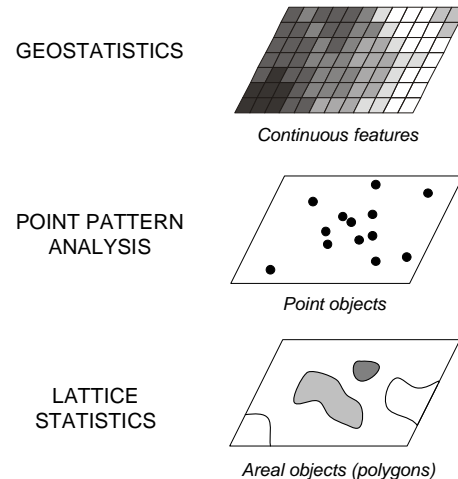 GEOSTATISTICS
Continuous features
POINT PATTERN
ANALYSIS
Point objects
LATTICE
STATISTICS
Areal objects (polygons)